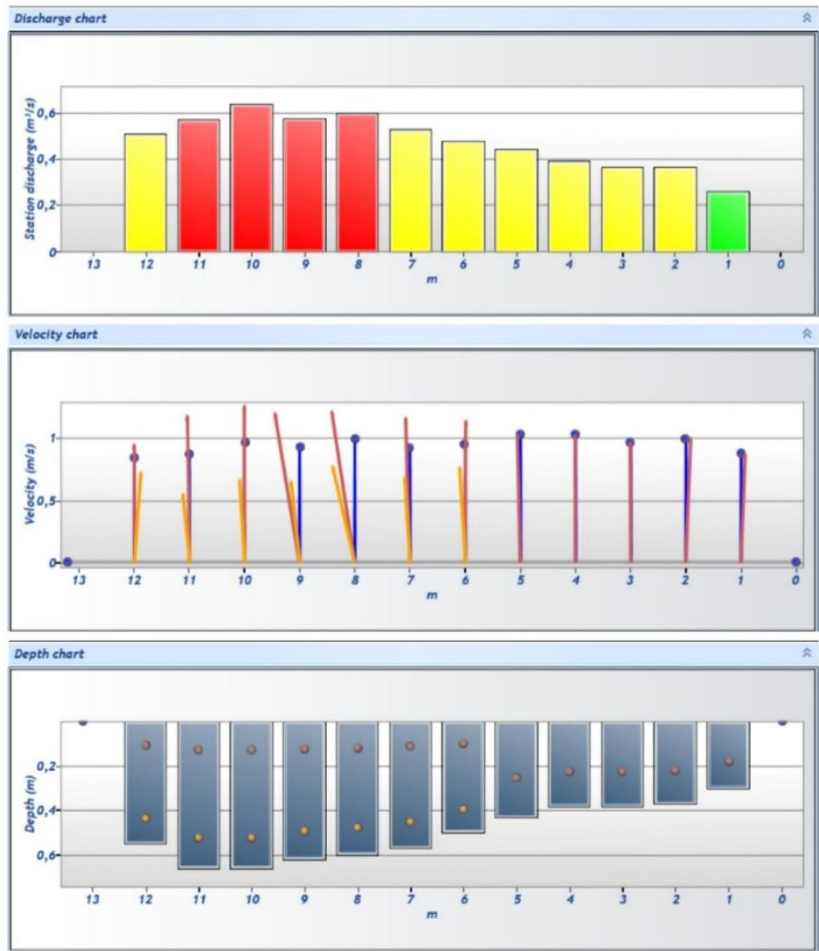 Discharge chart
Station discharge (m³/s)
0,6
0,4
0,2
0
13 12 11 10 9 8 7 6 5 4 3 2 1 0
m
Velocity chart
Velocity (m/s)
1
0,5
0
13 12 11 10 9 8 7 6 5 4 3 2 1 0
m
Depth chart
Depth (m)
0,2
0,4
0,6
13 12 11 10 9 8 7 6 5 4 3 2 1 0
m